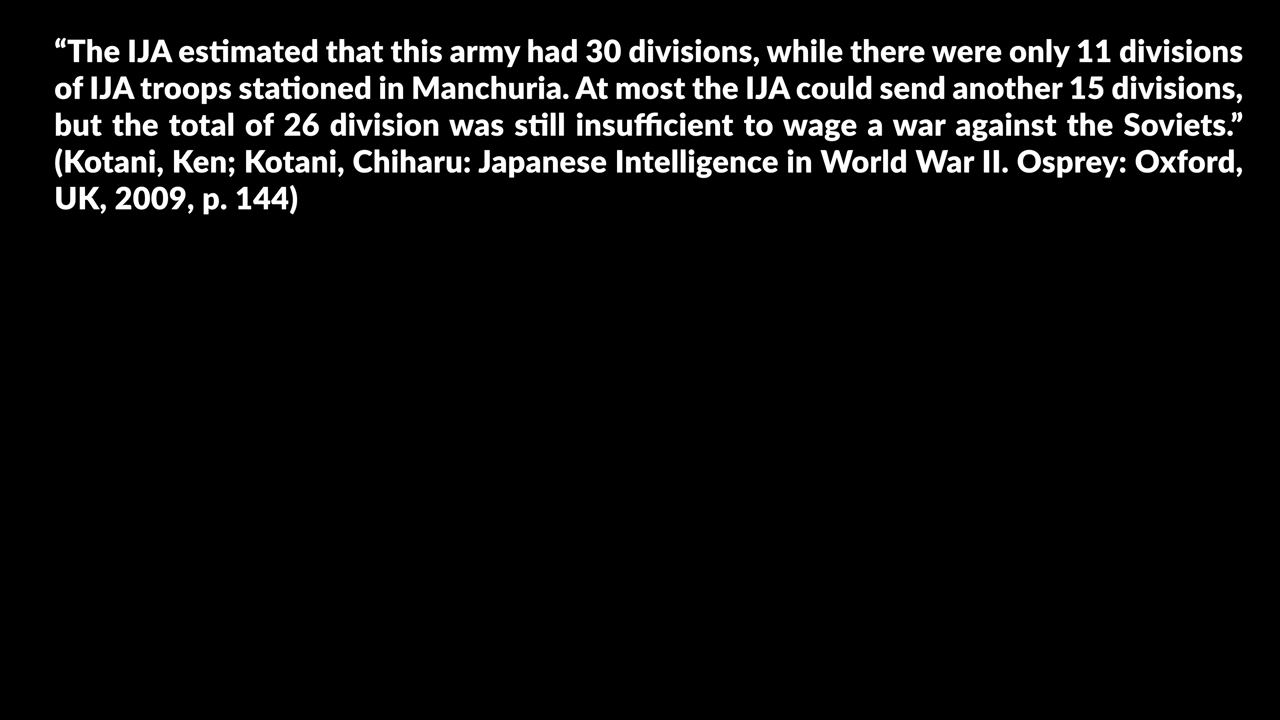 “The IJA estimated that this army had 30 divisions, while there were only 11 divisions
of IJA troops stationed in Manchuria. At most the IJA could send another 15 divisions,
but the total of 26 division was still insufficient to wage a war against the Soviets.”
(Kotani, Ken; Kotani, Chiharu: Japanese Intelligence in World War II. Osprey: Oxford,
UK, 2009, p. 144)